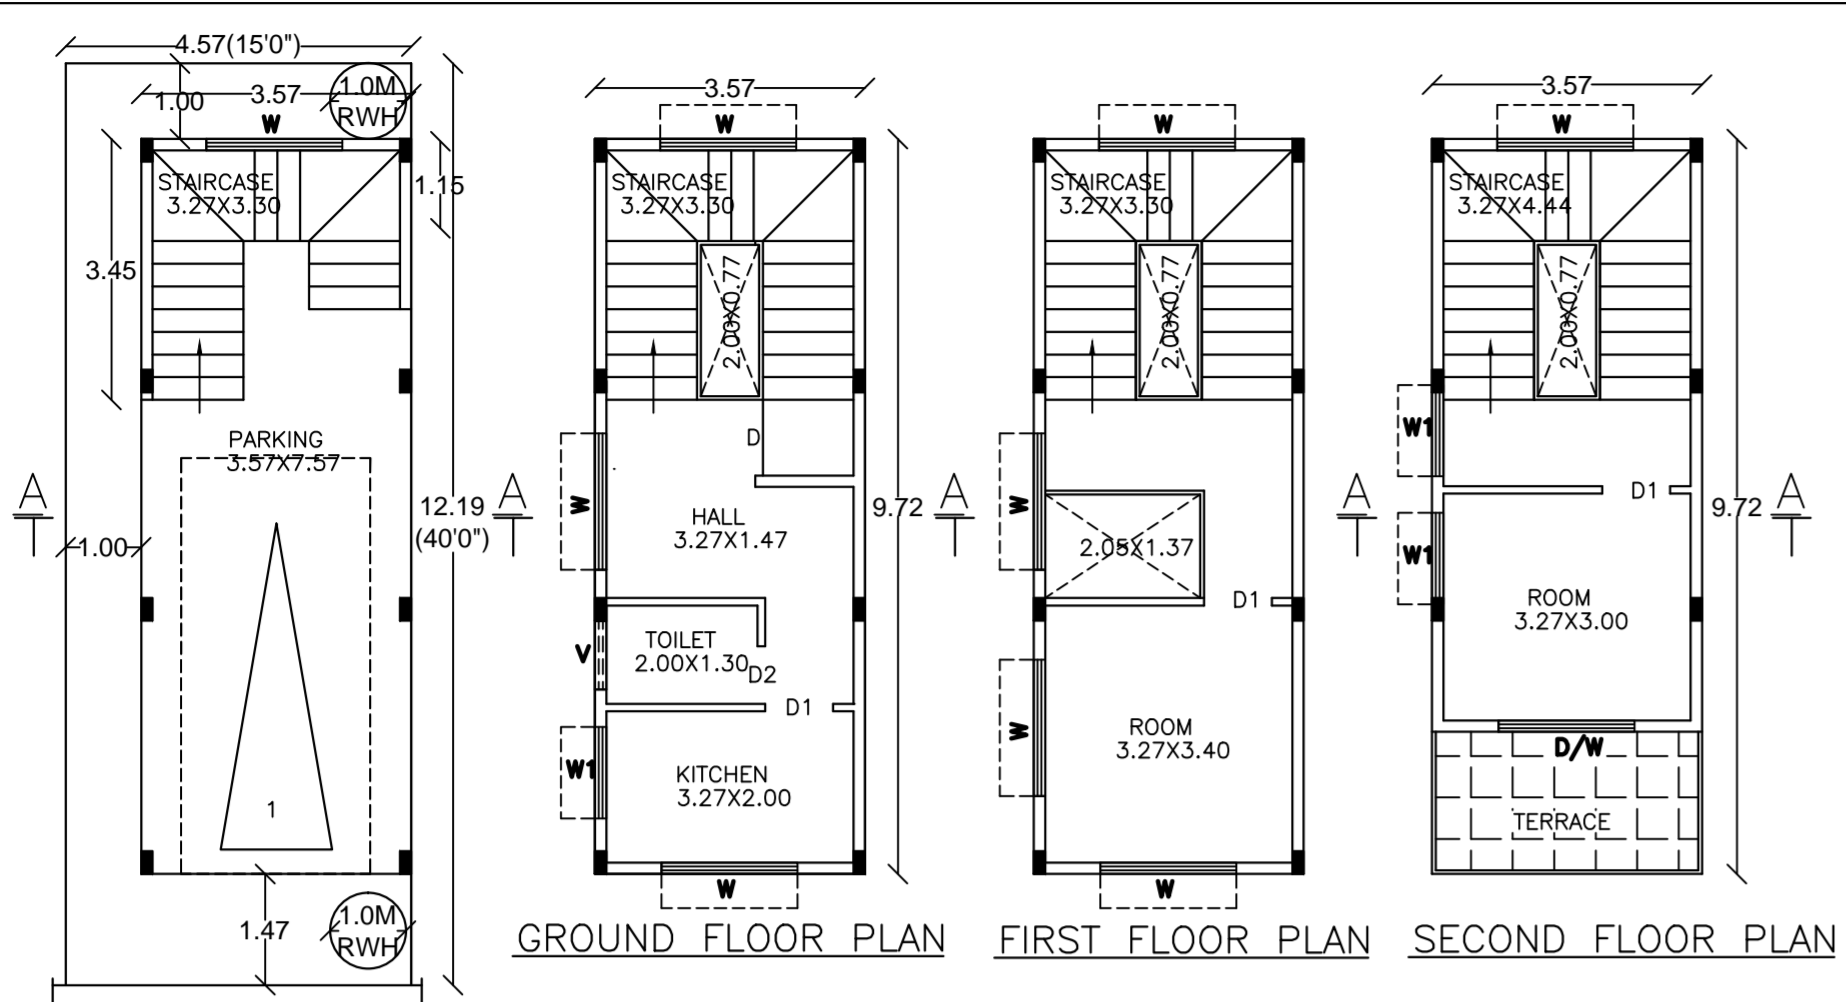 4.57(15'0")
1.00
3.57
1.0M
RWH
W
STAIRCASE
3.27X3.30
1.15
3.45
PARKING
3.57X7.57
A
12.19
(40'0")
1.00
1
1.47
1.0M
RWH
3.57
W
STAIRCASE
3.27X3.30
2.00X0.77
D
A
W
HALL
3.27X1.47
9.72
V
TOILET
2.00X1.30
D2
D1
W1
KITCHEN
3.27X2.00
W
GROUND FLOOR PLAN
W
STAIRCASE
3.27X3.30
2.00X0.77
A
W
2.05X1.37
D1
W
ROOM
3.27X3.40
W
FIRST FLOOR PLAN
3.57
W
STAIRCASE
3.27X4.44
2.00X0.77
W1
A
D1
9.72
A
W1
ROOM
3.27X3.00
D/W
TERRACE
SECOND FLOOR PLAN